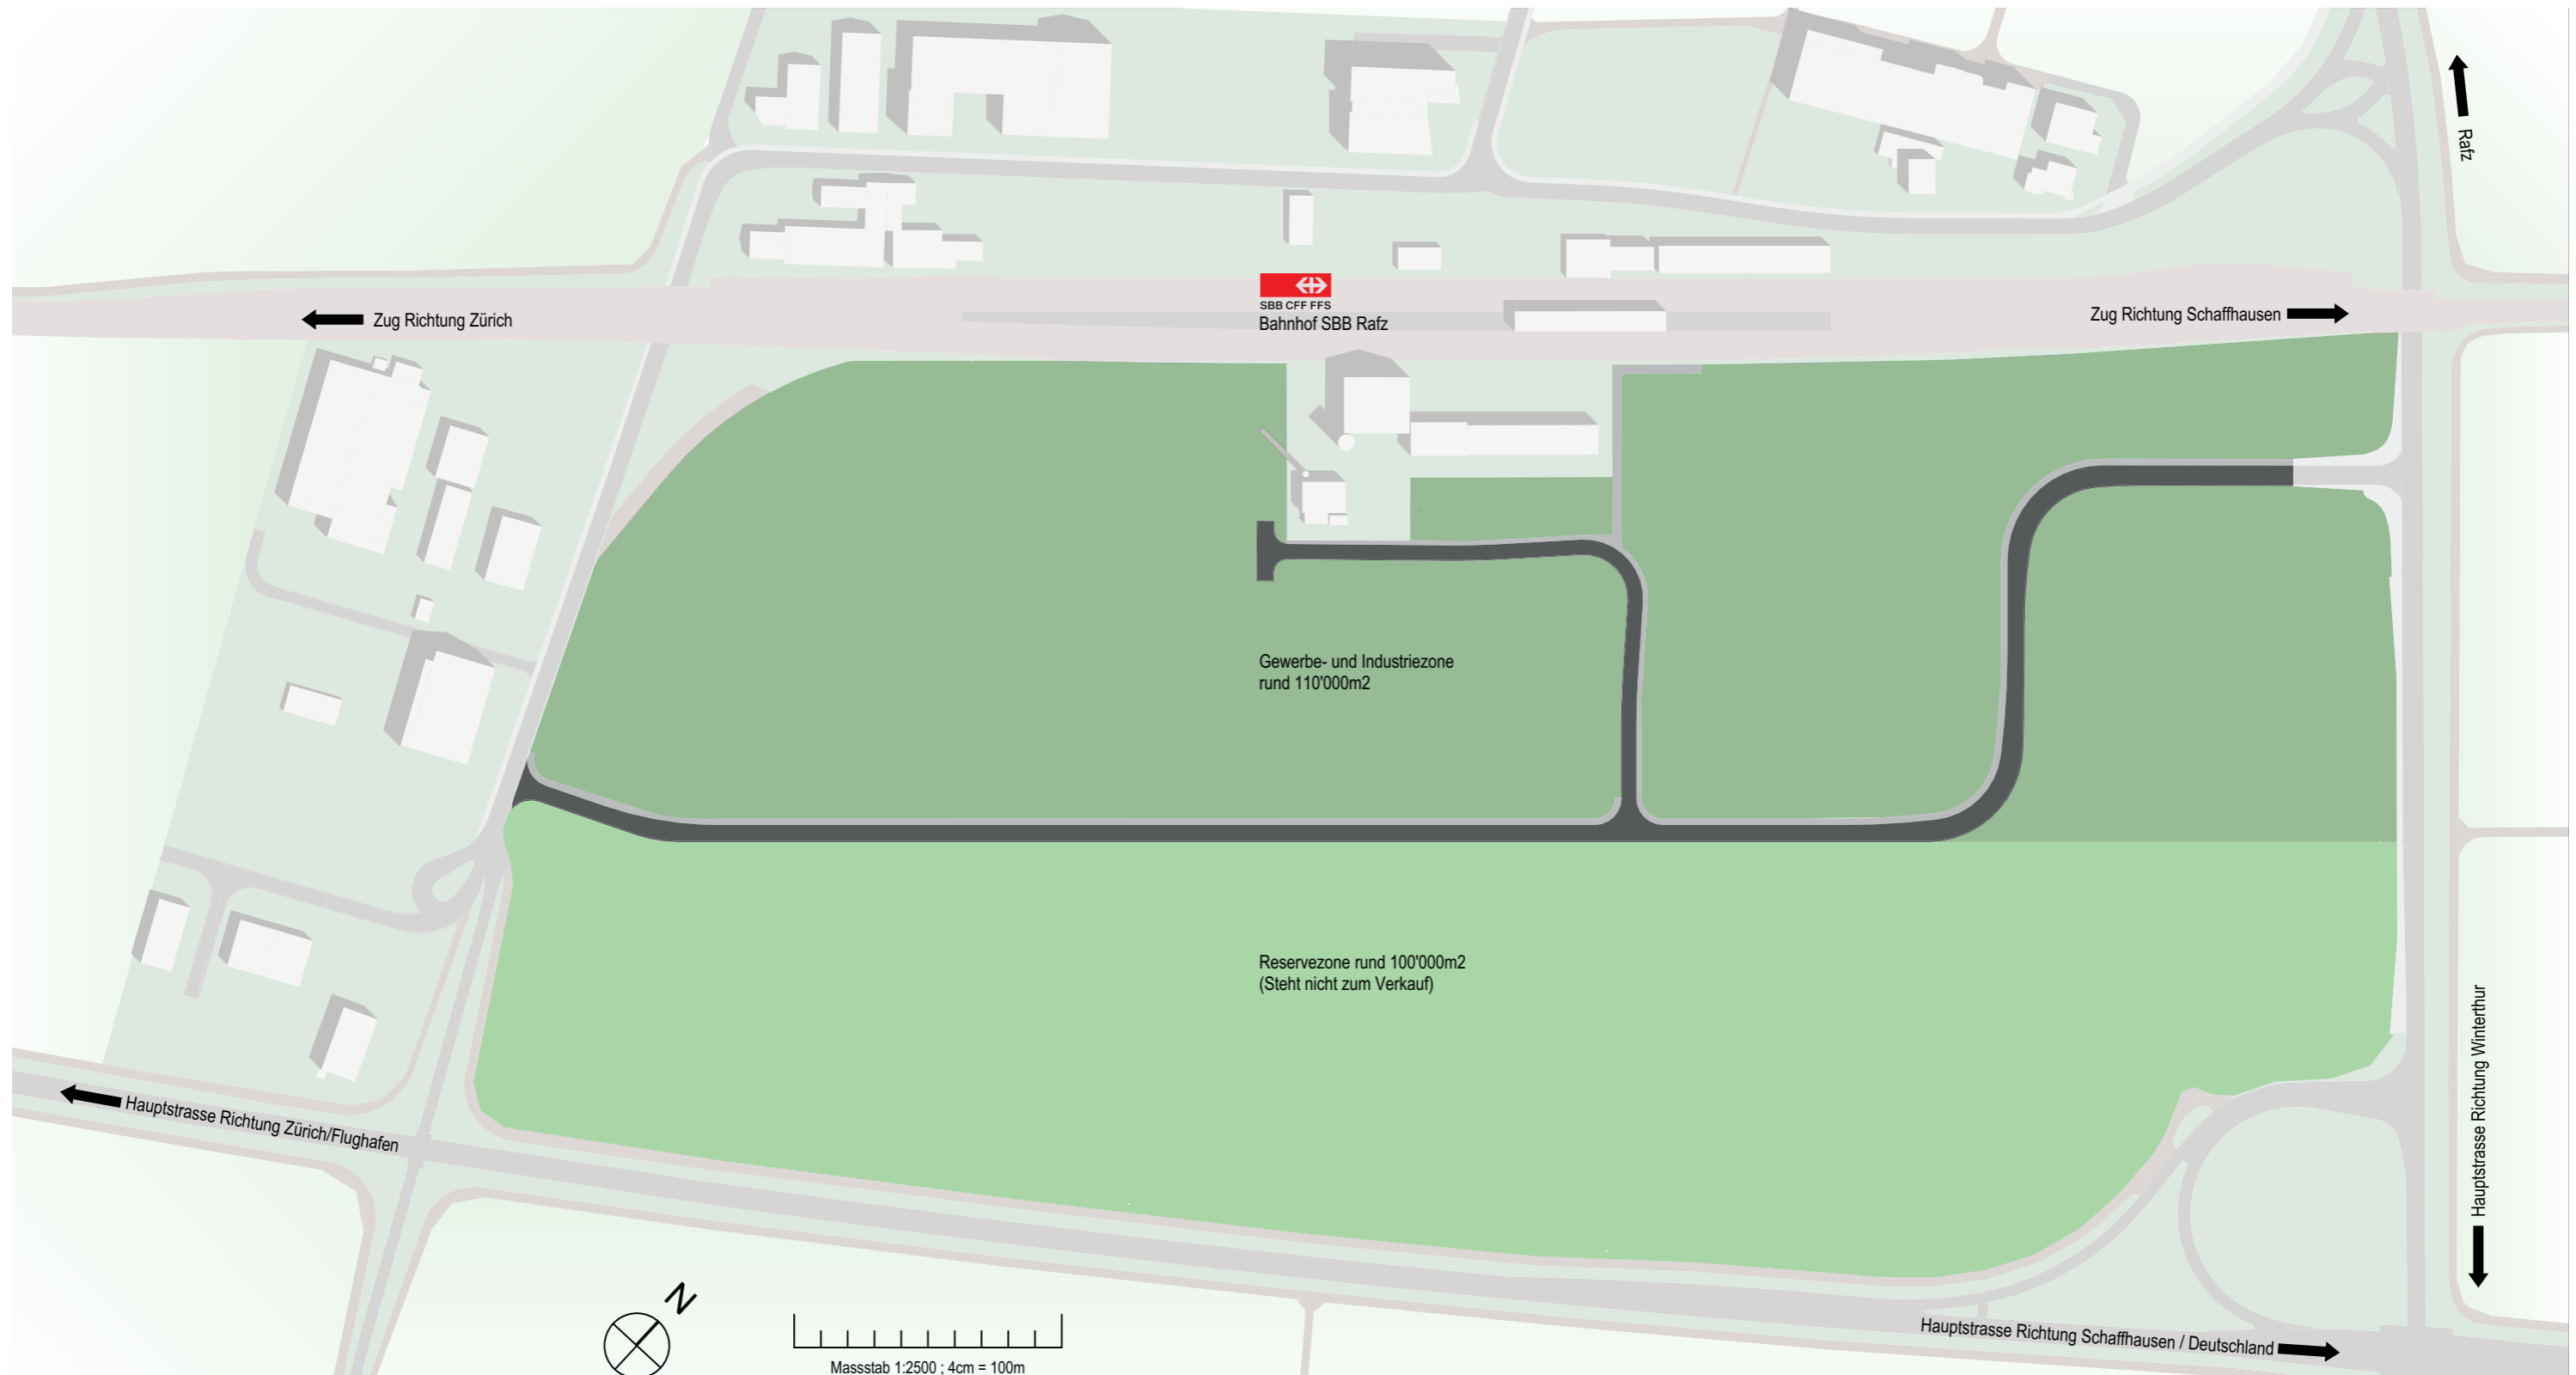 Rafz
SBB CFF FFS
Bahnhof SBB Rafz
Zug Richtung Zürich
Zug Richtung Schaffhausen
Gewerbe- und Industriezone
rund 110'000m2
Reservezone rund 100'000m2
(Steht nicht zum Verkauf)
Hauptstrasse Richtung Winterthur
Hauptstrasse Richtung Zürich/Flughafen
Hauptstrasse Richtung Schaffhausen / Deutschland
N
Massstab 1:2500 ; 4cm = 100m